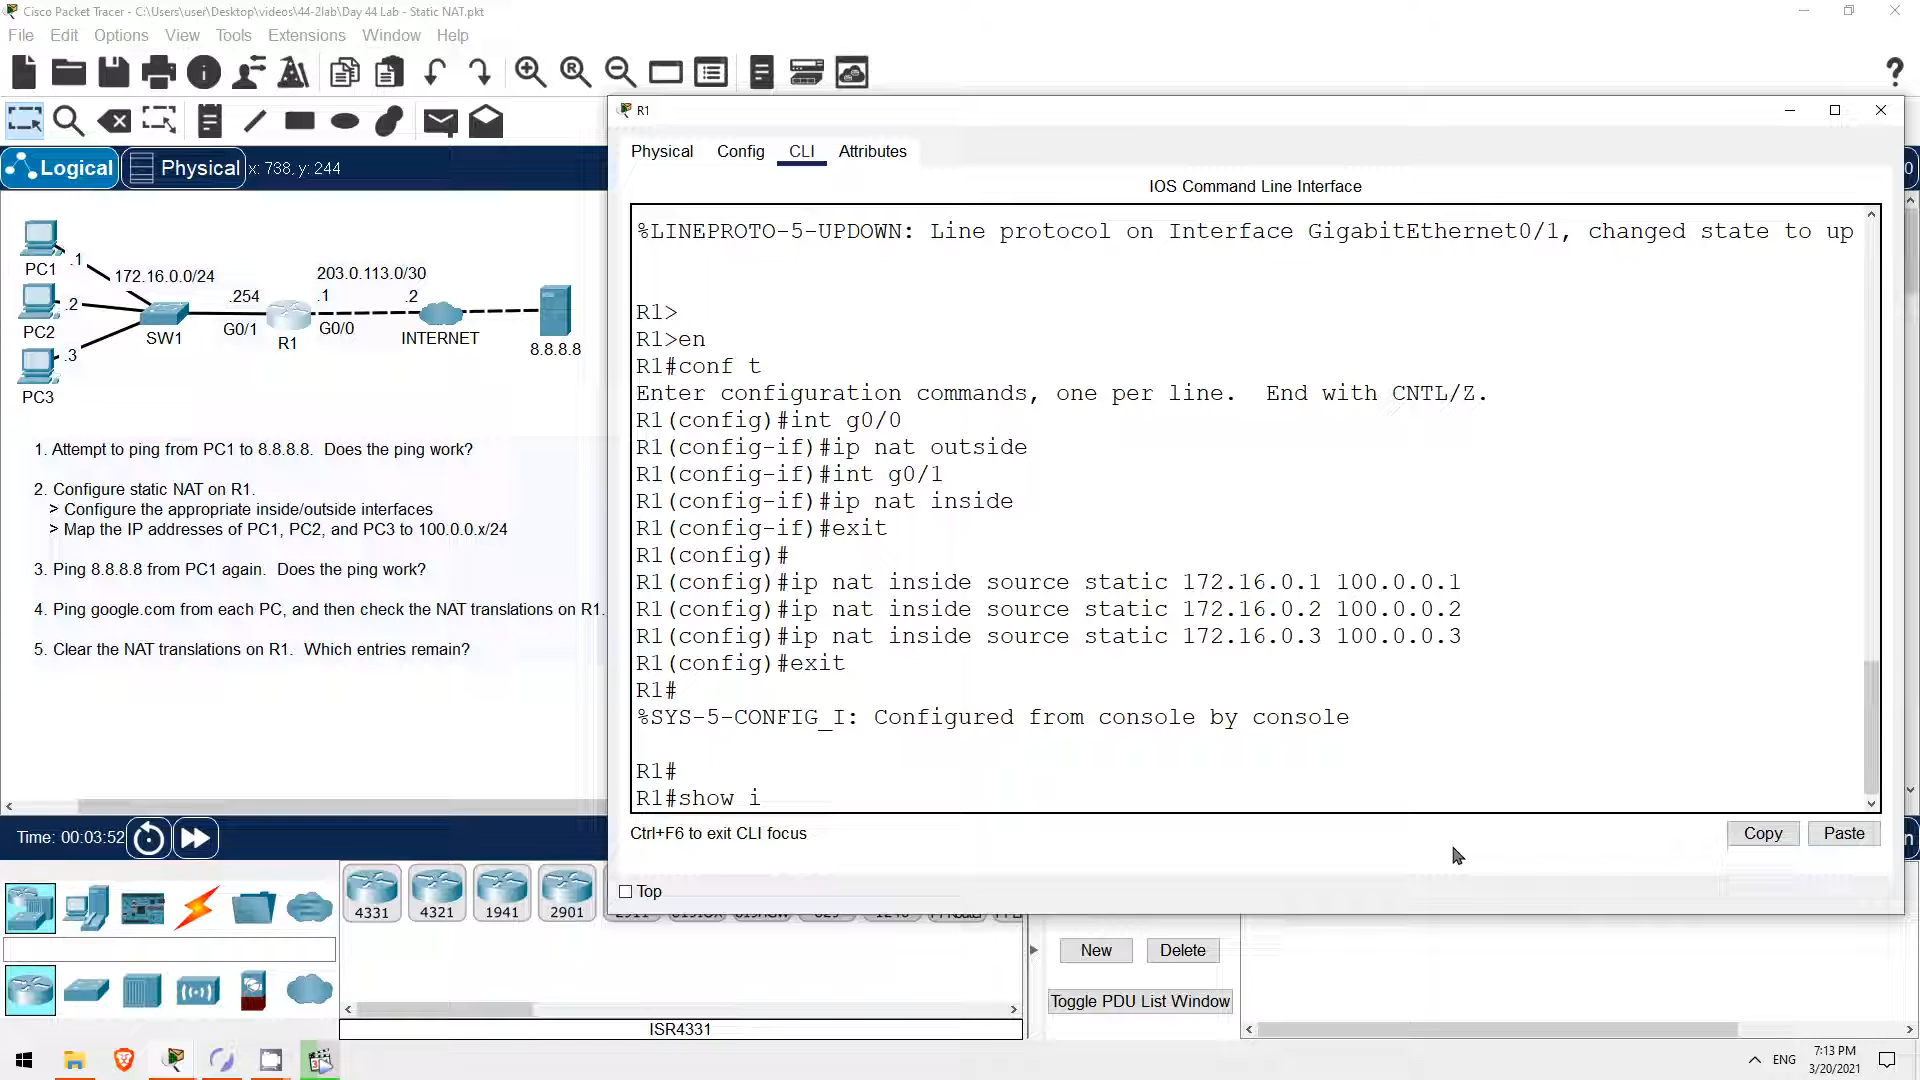 Cisco Packet Tracer - C:\Users\user\Desktop\videos\44-2lab\Day 44 Lab - Static NAT.pkt
File Edit Options View Tools Extensions Window Help
R1
Physical Config CLI Attributes
Logical Physical x: 738, y: 244
IOS Command Line Interface
PC1
.1
172.16.0.0/24
203.0.113.0/30
.254
.1
.2
.2
PC2
SW1
G0/1
R1
G0/0
INTERNET
8.8.8.8
.3
PC3
1. Attempt to ping from PC1 to 8.8.8.8. Does the ping work?
2. Configure static NAT on R1.
> Configure the appropriate inside/outside interfaces
> Map the IP addresses of PC1, PC2, and PC3 to 100.0.0.x/24
3. Ping 8.8.8.8 from PC1 again. Does the ping work?
4. Ping google.com from each PC, and then check the NAT translations on R1.
5. Clear the NAT translations on R1. Which entries remain?
%LINEPROTO-5-UPDOWN: Line protocol on Interface GigabitEthernet0/1, changed state to up
R1>
R1>en
R1#conf t
Enter configuration commands, one per line. End with CNTL/Z.
R1(config)#int g0/0
R1(config-if)#ip nat outside
R1(config-if)#int g0/1
R1(config-if)#ip nat inside
R1(config-if)#exit
R1(config)#
R1(config)#ip nat inside source static 172.16.0.1 100.0.0.1
R1(config)#ip nat inside source static 172.16.0.2 100.0.0.2
R1(config)#ip nat inside source static 172.16.0.3 100.0.0.3
R1(config)#exit
R1#
%SYS-5-CONFIG_I: Configured from console by console
R1#
R1#show i
Ctrl+F6 to exit CLI focus
Copy Paste
Top
Time: 00:03:52
4331 4321 1941 2901
New Delete
Toggle PDU List Window
ISR4331
ENG
7:13 PM
3/20/2021